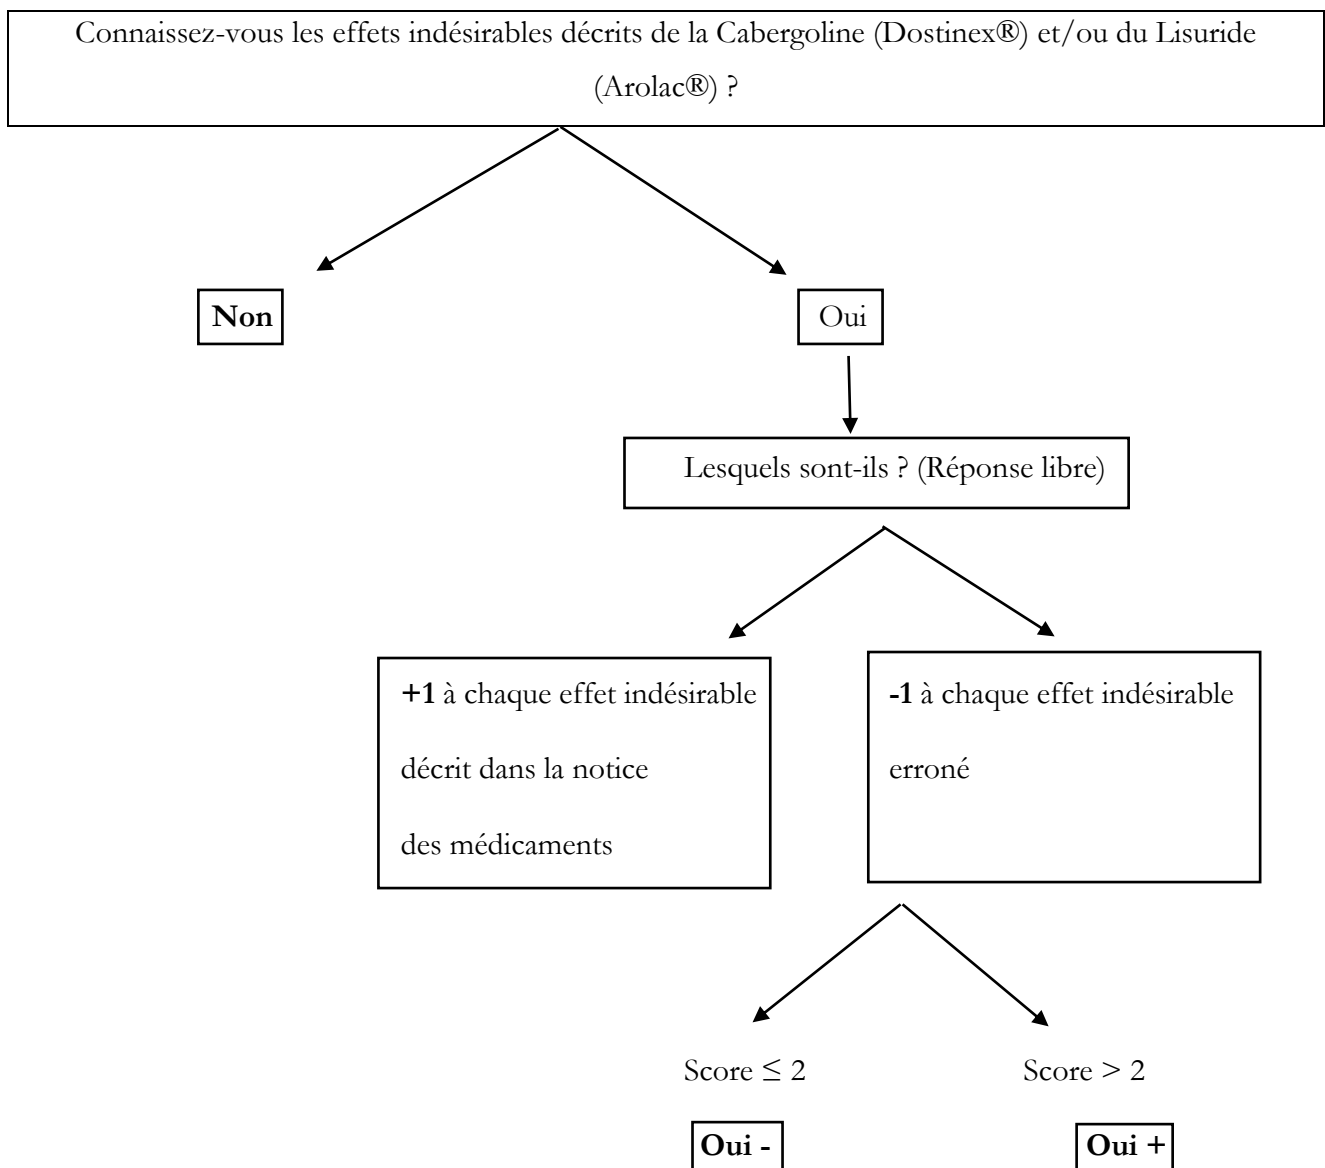 Connaissez-vous les effets indésirables décrits de la Cabergoline (Dostinex®) et/ou du Lisuride
(Arolac®) ?
Non
Oui
Lesquels sont-ils ? (Réponse libre)
+1 à chaque effet indésirable
décrit dans la notice
des médicaments
-1 à chaque effet indésirable
erroné
Score ≤ 2
Score > 2
Oui -
Oui +